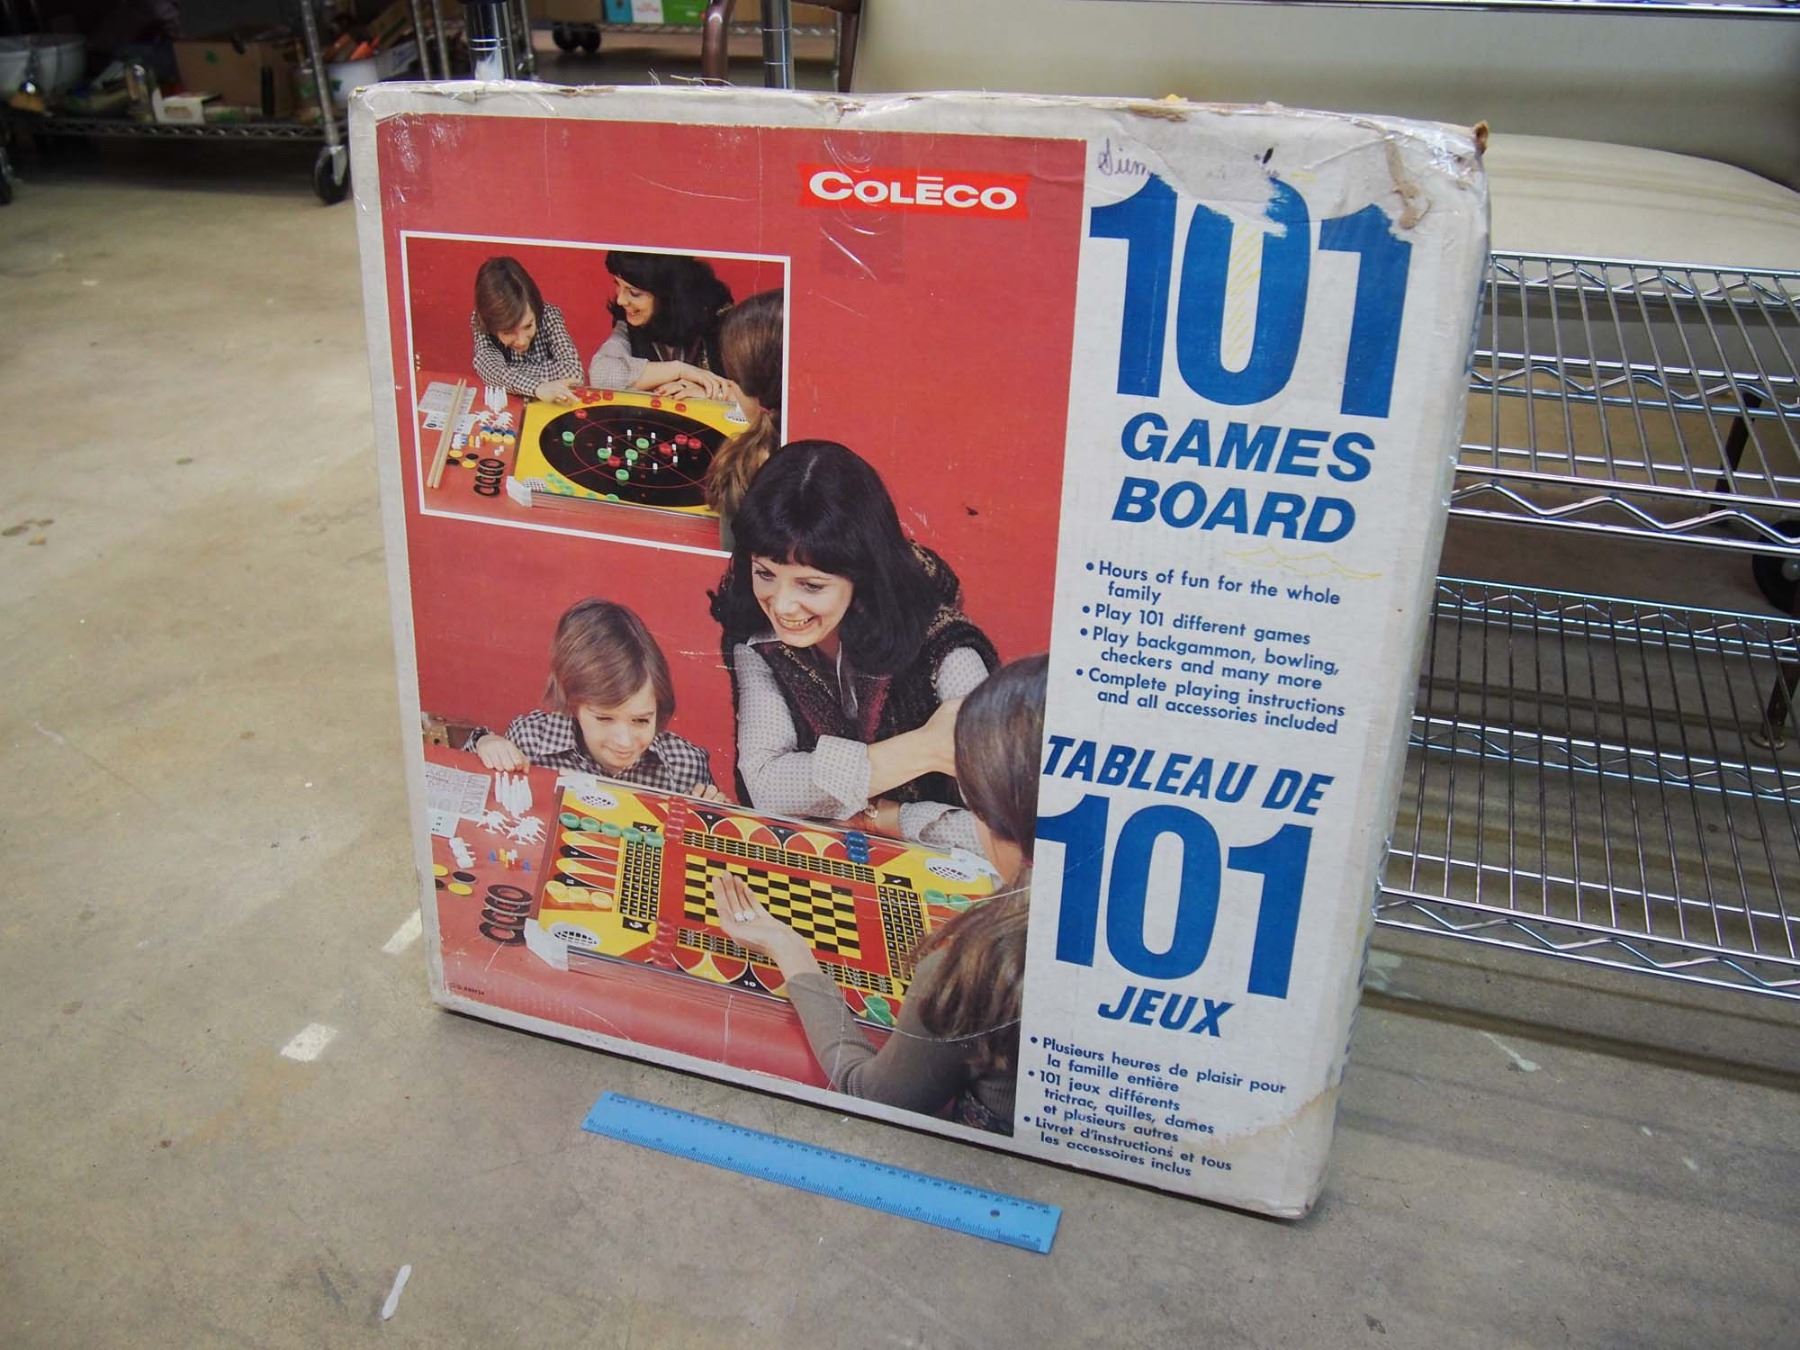 COLĒCO
101
GAMES
BOARD
• Hours of fun for the whole
family
• Play 101 different games
• Play backgammon, bowling,
checkers and many more
• Complete playing instructions
and all accessories included
TABLEAU DE
101
JEUX
• Plusieurs heures de plaisir pour
la famille entière
• 101 jeux différents
trictrac, quilles, dames
et plusieurs autres
• Livret d'instructions et tous
les accessoires inclus